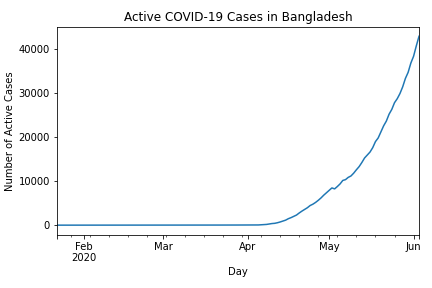 Active COVID-19 Cases in Bangladesh
Number of Active Cases
40000
30000
20000
10000
0
Feb
2020
Mar
Apr
May
Jun
Day